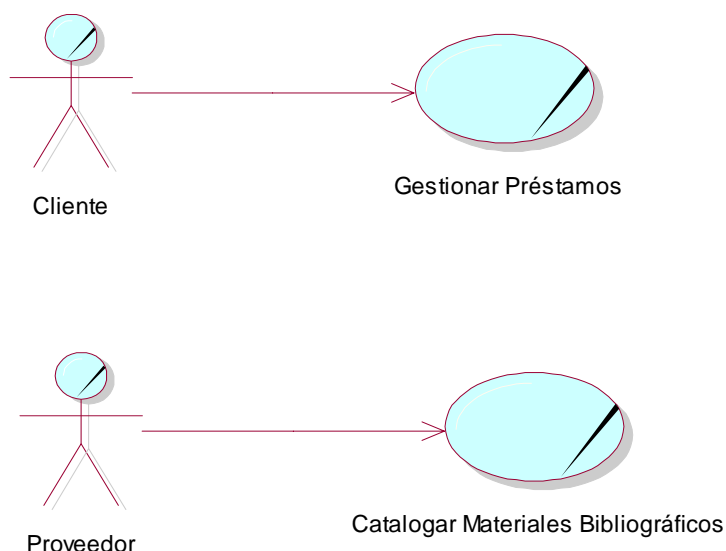 Cliente
Gestionar Préstamos
Proveedor
Catalogar Materiales Bibliográficos